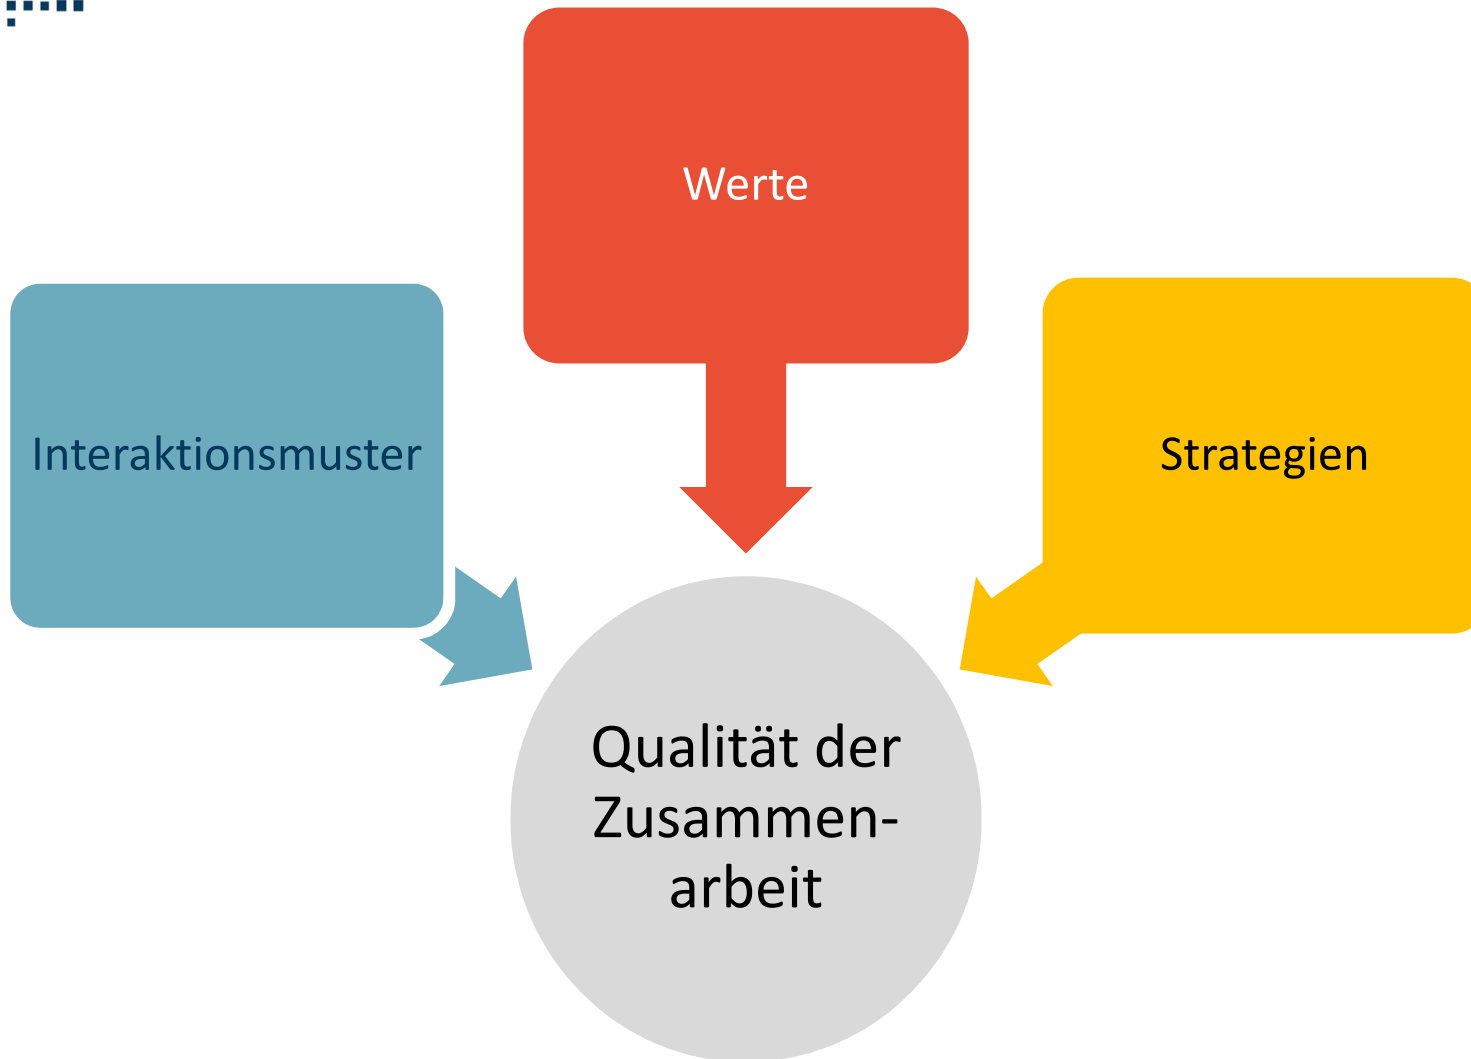 Werte
Interaktionsmuster
Strategien
Qualität der
Zusammen-
arbeit